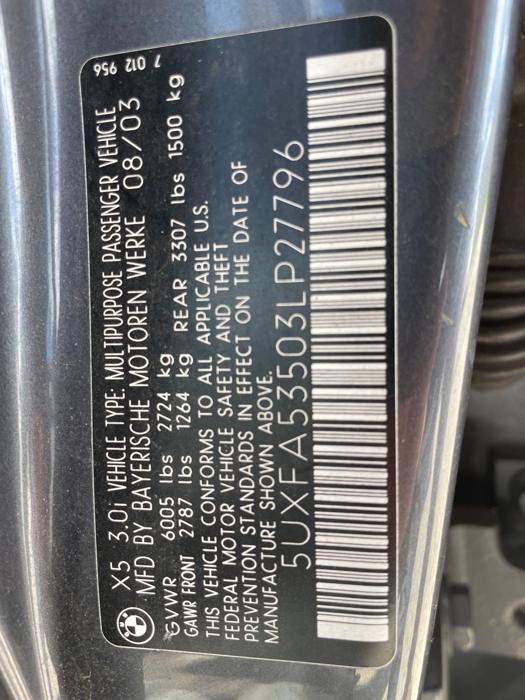 7 012 956
X5 3.0i VEHICLE TYPE: MULTIPURPOSE PASSENGER VEHICLE
MFD BY BAYERISCHE MOTOREN WERKE 08/03
GVWR 6005 lbs 2724 kg
GAWR FRONT 2787 lbs 1264 kg REAR 3307 lbs 1500 kg
THIS VEHICLE CONFORMS TO ALL APPLICABLE U.S.
FEDERAL MOTOR VEHICLE SAFETY AND THEFT
PREVENTION STANDARDS IN EFFECT ON THE DATE OF
MANUFACTURE SHOWN ABOVE.
5UXFA53503LP27796